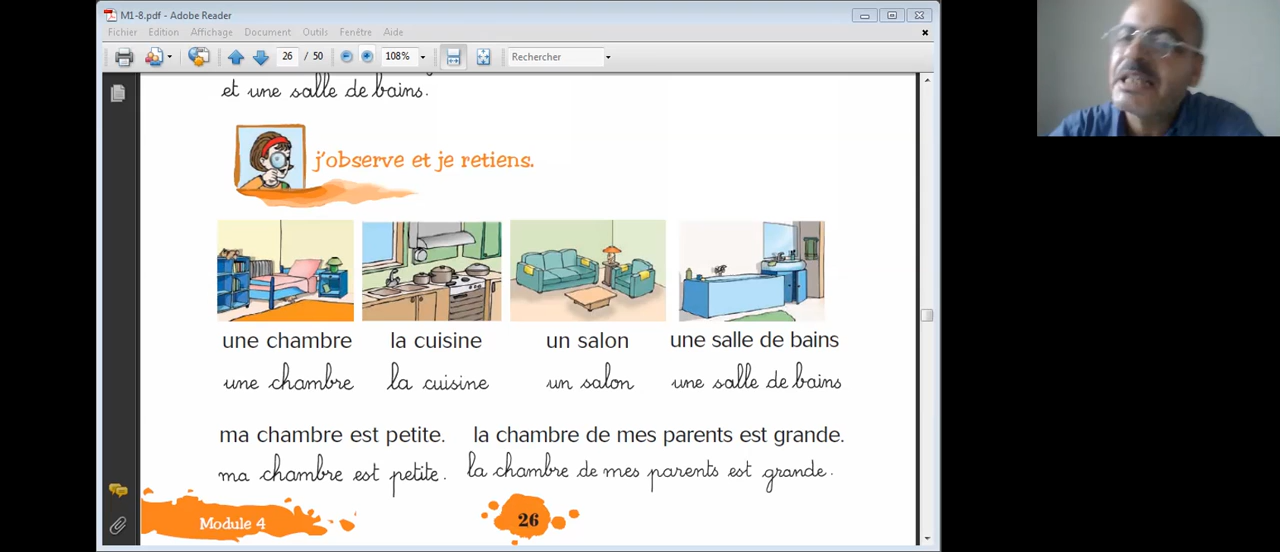 M1-8.pdf - Adobe Reader
Fichier Edition Affichage Document Outils Fenêtre Aide
26 / 50 108% Rechercher
et une salle de bains.
j'observe et je retiens.
une chambre la cuisine un salon une salle de bains
une chambre la cuisine un salon une salle de bains
ma chambre est petite. la chambre de mes parents est grande.
ma chambre est petite. la chambre de mes parents est grande.
Module 4 26